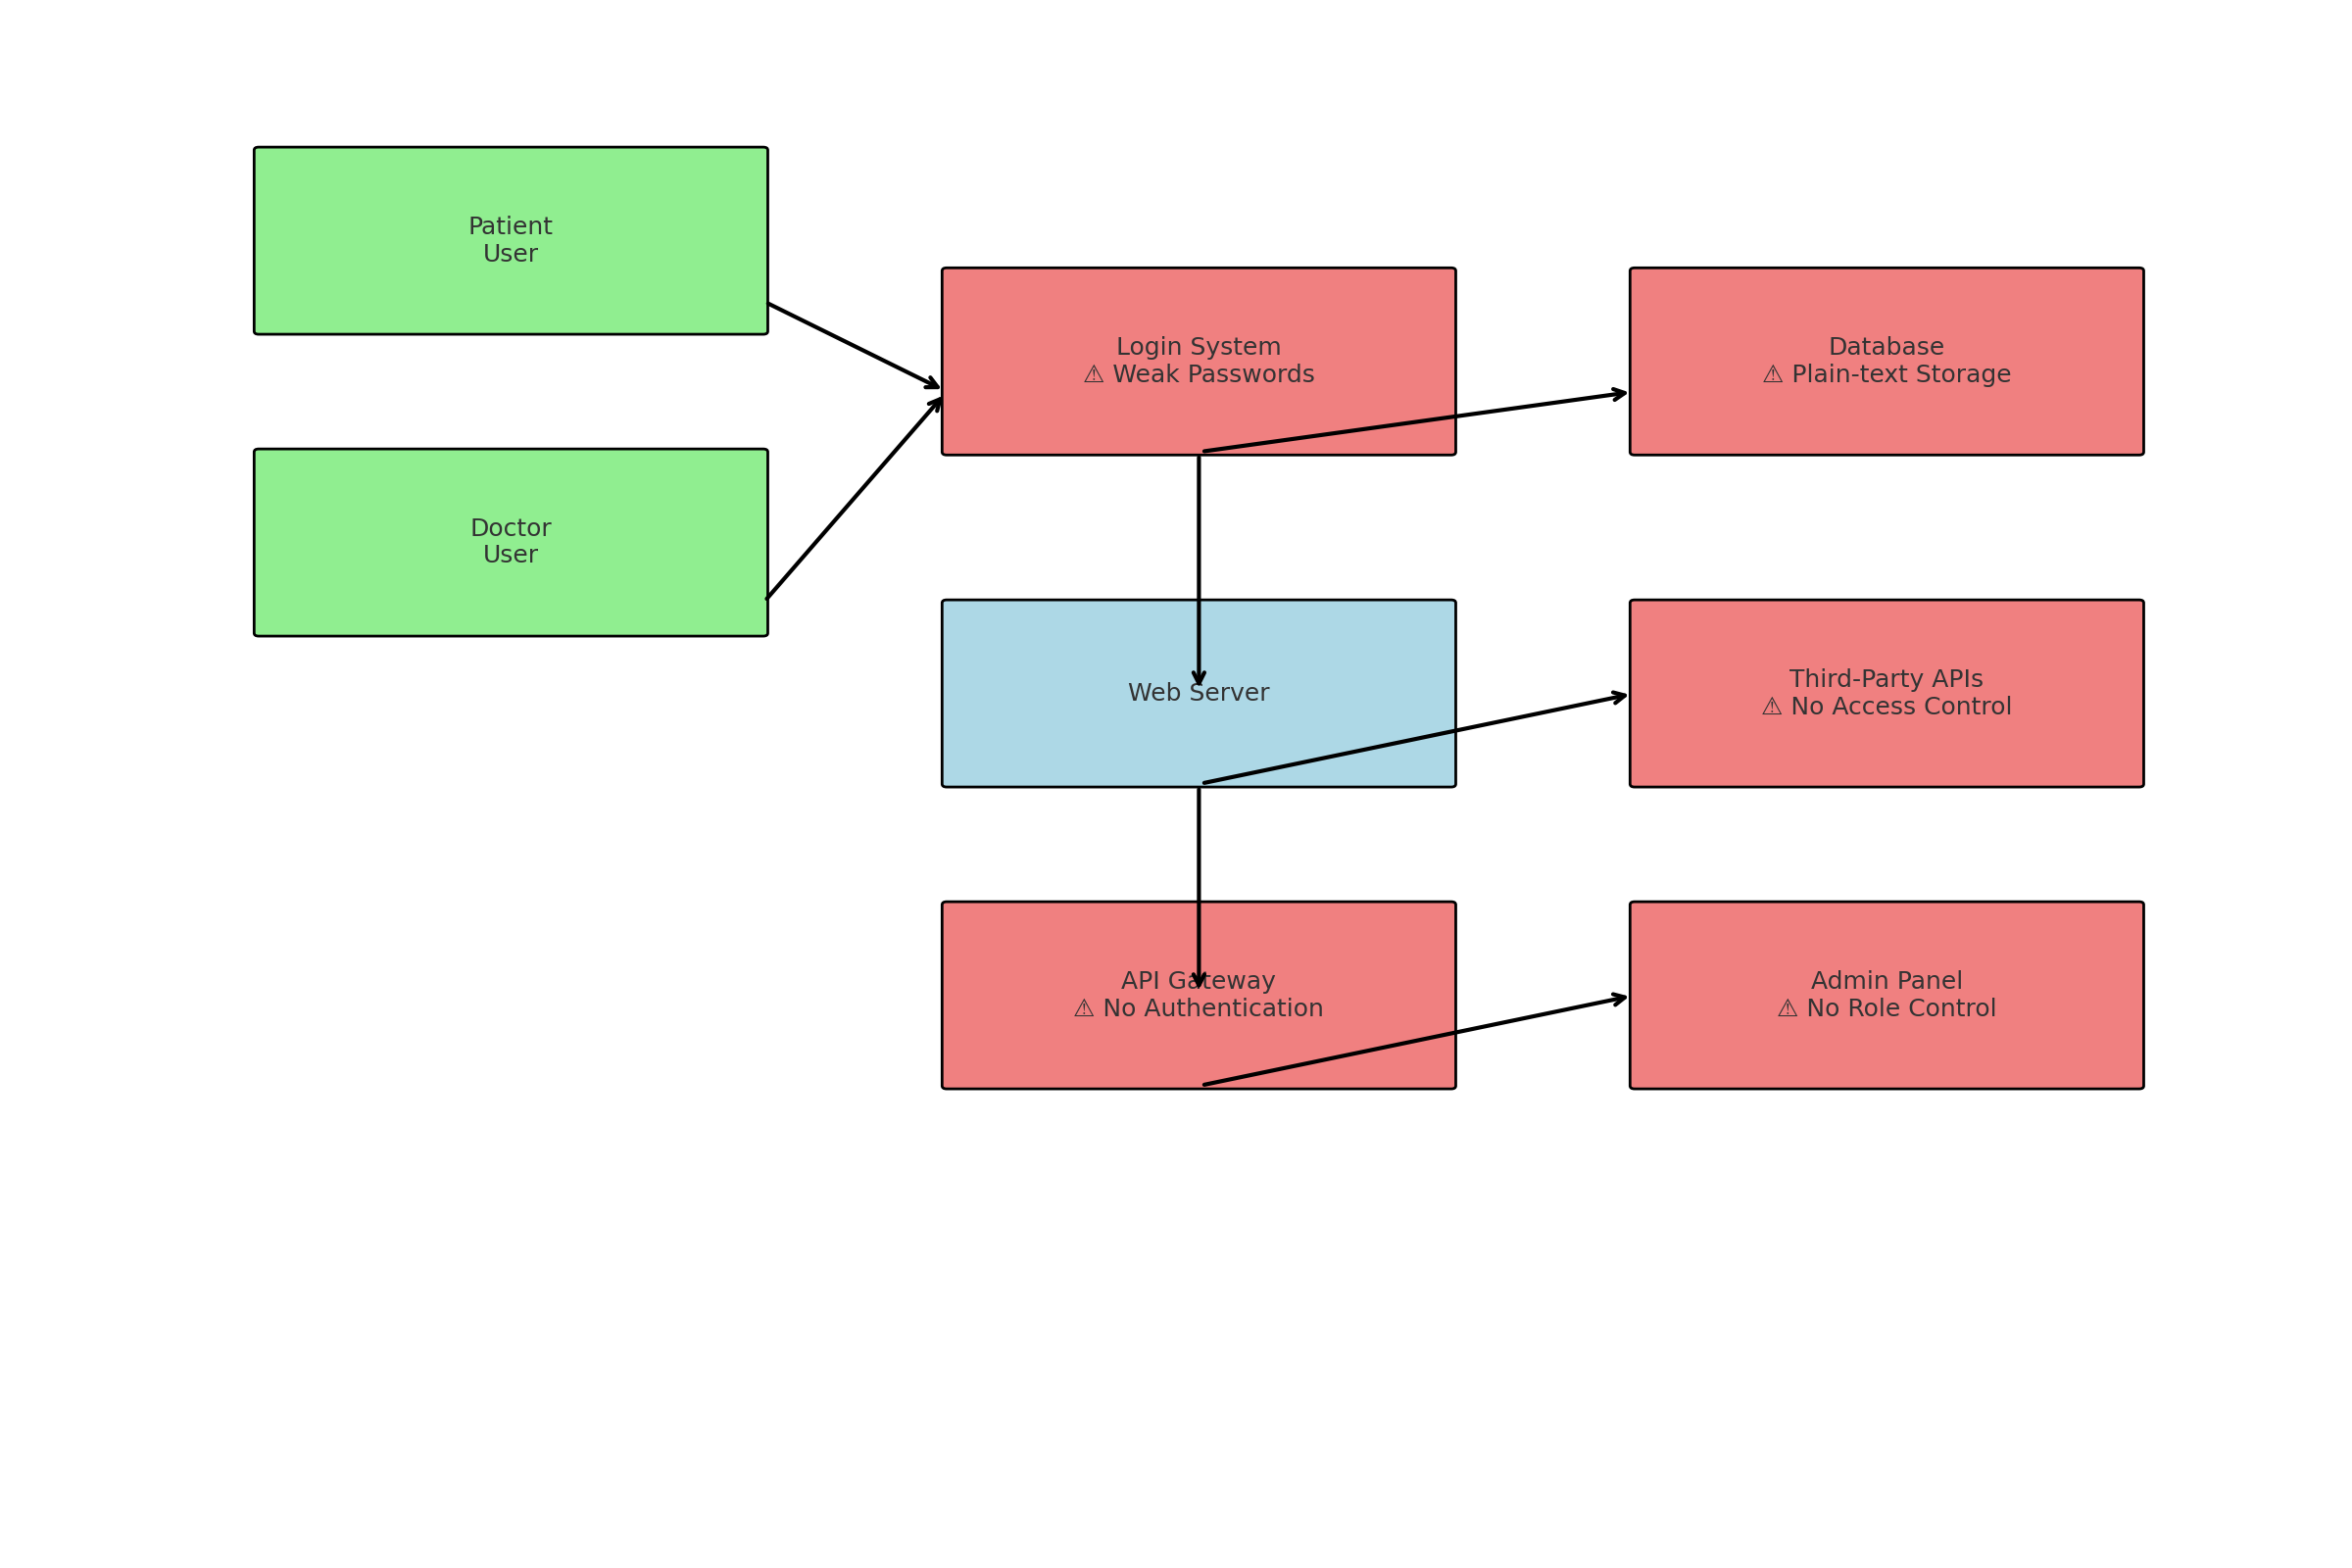 Patient
User
Login System
⚠ Weak Passwords
Database
⚠ Plain-text Storage
Doctor
User
Web Server
Third-Party APIs
⚠ No Access Control
API Gateway
⚠ No Authentication
Admin Panel
⚠ No Role Control